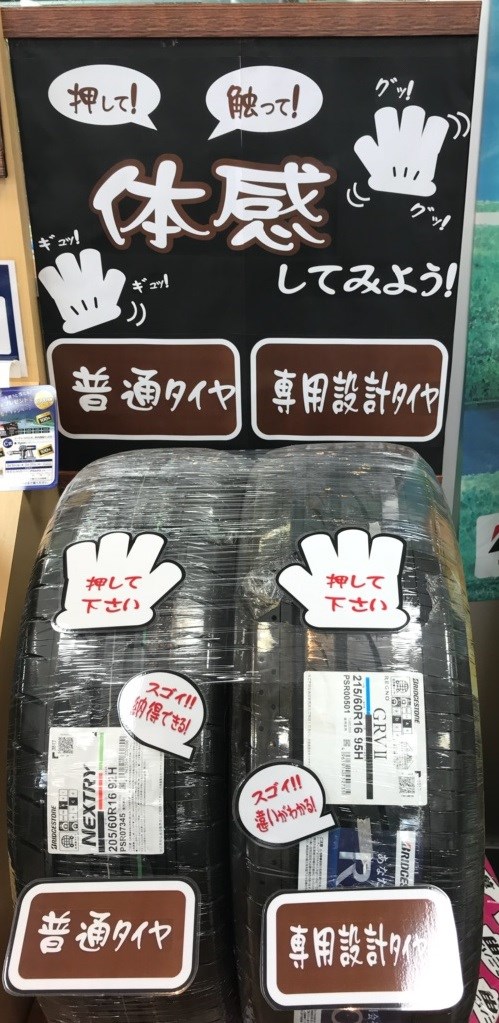 押して!
触って!
グッ!
体感
グッ!
ギュッ!
ギュッ!
してみよう!
普通タイヤ
専用設計タイヤ
押して
下さい
押して
下さい
スゴイ!!
納得できる!
BRIDGESTONE
NEXTRY
205/60R16
PSR07345
BRIDGESTONE
REGNO
GRVⅡ
215/60R16 95H
PSR00501
スゴイ!!
違いがわかる!
普通タイヤ
専用設計タイヤ